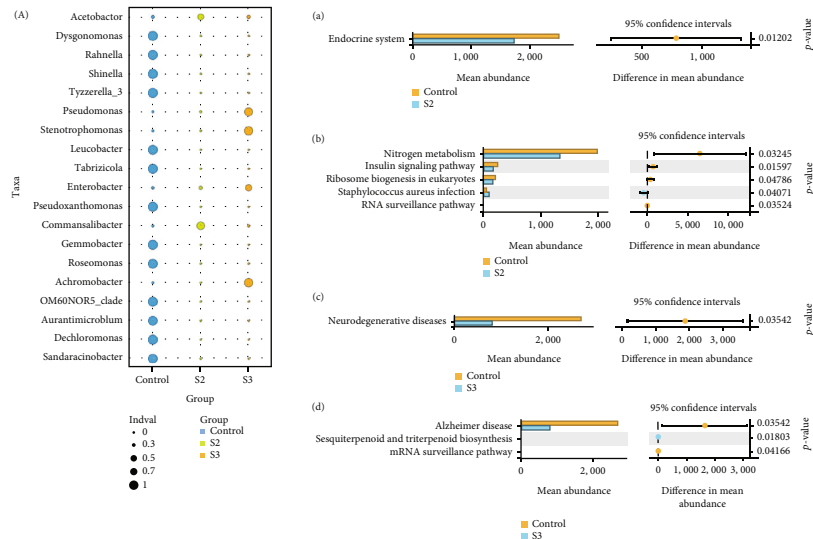 (A)
Taxa
Acetobactor
Dysgonomonas
Rahnella
Shinella
Tyzzerella_3
Pseudomonas
Stenotrophomonas
Leucobacter
Tabrizicola
Enterobacter
Pseudoxanthomonas
Commansalibacter
Gemmobacter
Roseomonas
Achromobacter
OM60NOR5_clade
Aurantimicroblum
Dechloromonas
Sandaracinobacter
Control S2 S3
Group
Indval
0
0.3
0.5
0.7
1
Group
Control
S2
S3
(a)
95% confidence intervals
Endocrine system
0.01202
p-value
0 1, 000 2, 000
500 1, 000
Mean abundance
Difference in mean abundance
Control
S2
(b)
95% confidence intervals
Nitrogen metabolism
0.03245
Insulin signaling pathway
0.01597
Ribosome biogenesis in eukaryotes
0.04786
Staphylococcus aureus infection
0.04071
RNA surveillance pathway
0.03524
p-value
0 1, 000 2, 000
0 5, 000 10, 000
Mean abundance
Difference in mean abundance
Control
S2
(c)
95% confidence intervals
Neurodegenerative diseases
0.03542
p-value
0 2, 000
0 1, 000 2, 000 3, 000
Mean abundance
Difference in mean abundance
Control
S3
(d)
95% confidence intervals
Alzheimer disease
0.03542
Sesquiterpenoid and triterpenoid biosynthesis
0.01803
mRNA surveillance pathway
0.04166
p-value
0 2, 000
0 1, 000 2, 000 3, 000
Mean abundance
Difference in mean
abundance
Control
S3